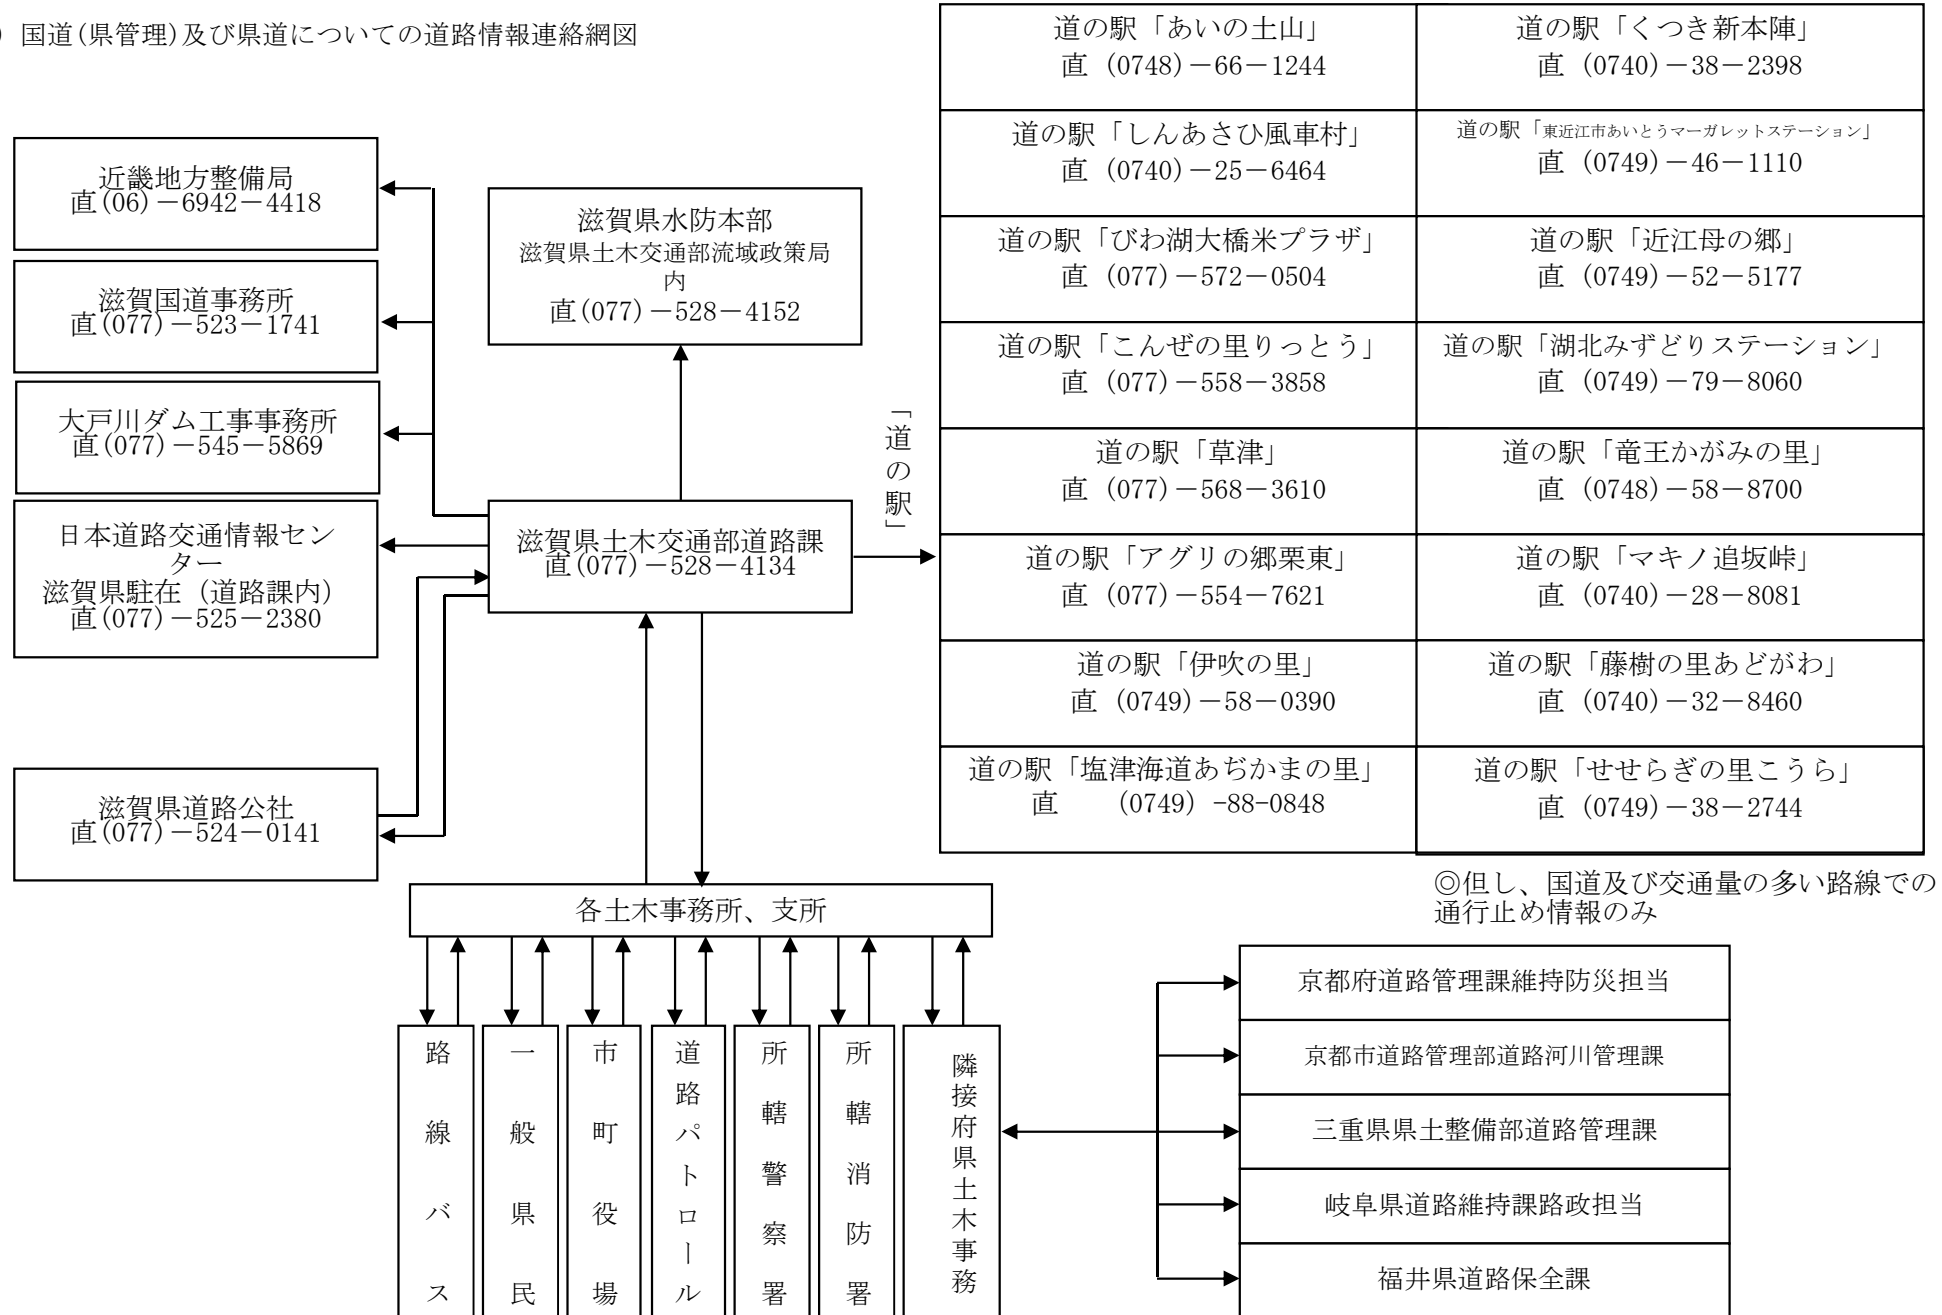 ) 国道(県管理)及び県道についての道路情報連絡網図
近畿地方整備局
直(06)－6942－4418
滋賀国道事務所
直(077)－523－1741
大戸川ダム工事事務所
直(077)－545－5869
日本道路交通情報セン
ター
滋賀県駐在（道路課内）
直(077)－525－2380
滋賀県道路公社
直(077)－524－0141
滋賀県水防本部
滋賀県土木交通部流域政策局
内
直(077)－528－4152
滋賀県土木交通部道路課
直(077)－528－4134
「道の駅」
道の駅「あいの土山」
直 (0748)－66－1244
道の駅「くつき新本陣」
直 (0740)－38－2398
道の駅「しんあさひ風車村」
直 (0740)－25－6464
道の駅「東近江市あいとうマーガレットステーション」
直 (0749)－46－1110
道の駅「びわ湖大橋米プラザ」
直 (077)－572－0504
道の駅「近江母の郷」
直 (0749)－52－5177
道の駅「こんぜの里りっとう」
直 (077)－558－3858
道の駅「湖北みずどりステーション」
直 (0749)－79－8060
道の駅「草津」
直 (077)－568－3610
道の駅「竜王かがみの里」
直 (0748)－58－8700
道の駅「アグリの郷栗東」
直 (077)－554－7621
道の駅「マキノ追坂峠」
直 (0740)－28－8081
道の駅「伊吹の里」
直 (0749)－58－0390
道の駅「藤樹の里あどがわ」
直 (0740)－32－8460
道の駅「塩津海道あぢかまの里」
直 (0749) -88-0848
道の駅「せせらぎの里こうら」
直 (0749)－38－2744
◎但し、国道及び交通量の多い路線での
通行止め情報のみ
各土木事務所、支所
路線バス
一般県民
市町役場
道路パトロール
所轄警察署
所轄消防署
隣接府県土木事務
京都府道路管理課維持防災担当
京都市道路管理部道路河川管理課
三重県県土整備部道路管理課
岐阜県道路維持課路政担当
福井県道路保全課